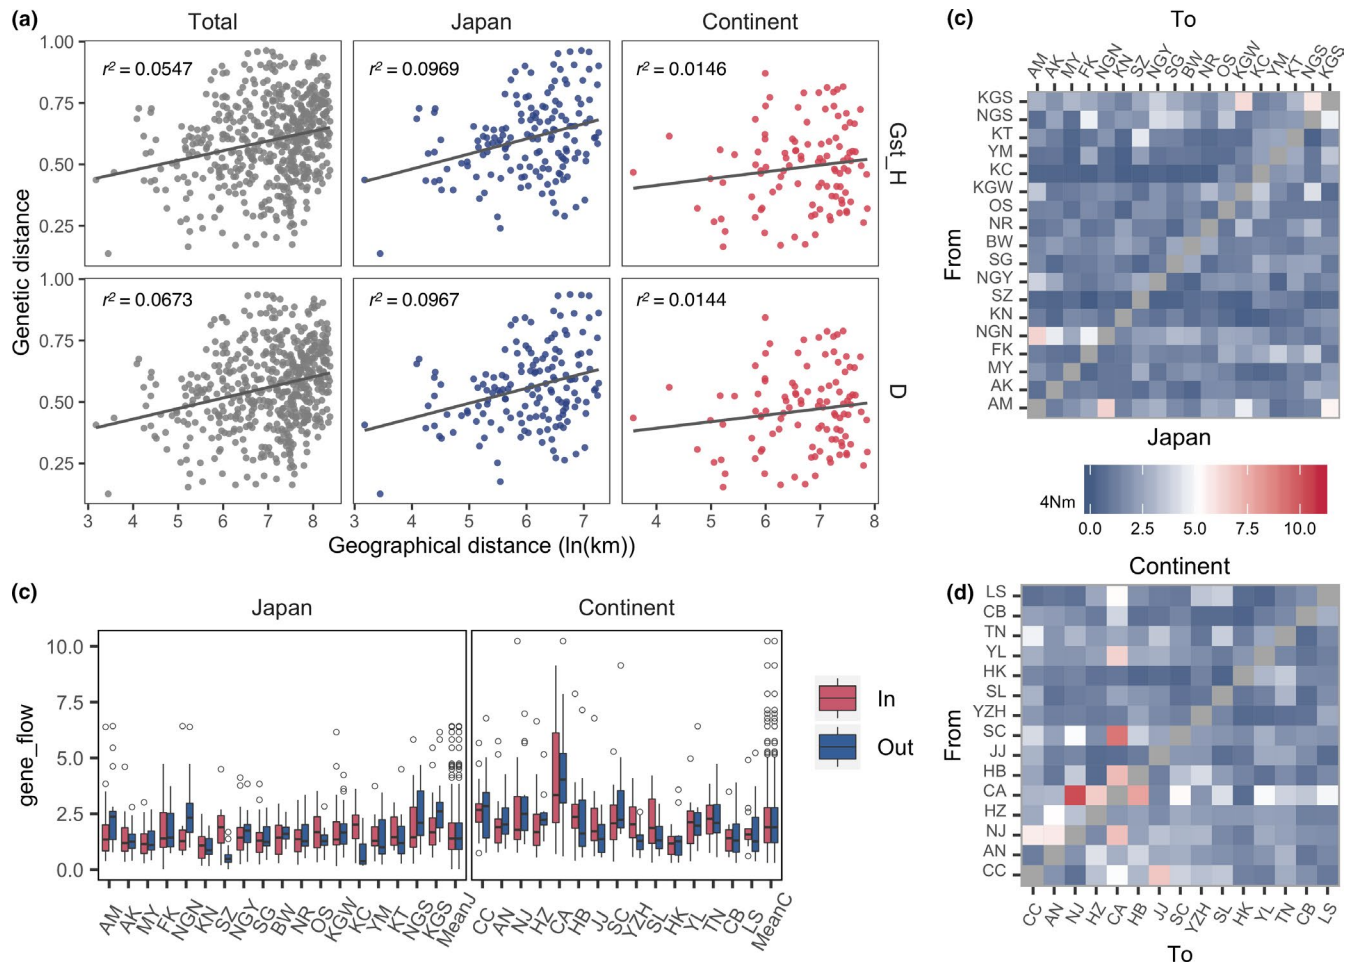 (a)
Total
Japan
Continent
Genetic distance
1.00
0.75
0.50
0.25
r² = 0.0547
r² = 0.0969
r² = 0.0146
Gst_H
1.00
0.75
0.50
0.25
r² = 0.0673
r² = 0.0967
r² = 0.0144
D
3 4 5 6 7 8
3 4 5 6 7
4 5 6 7 8
Geographical distance (ln(km))
(c)
To
AM AK MY FK NGN KN SZ NGY SG BW NR OS KGW KC YM KT NGS KGS
From
KGS
NGS
KT
YM
KC
KGW
OS
NR
BW
SG
NGY
SZ
KN
NGN
FK
MY
AK
AM
Japan
4Nm
0.0 2.5 5.0 7.5 10.0
(c)
Japan
Continent
gene_flow
10.0
7.5
5.0
2.5
0.0
AM AK MY FK NGN KN SZ NGY SG BW NR OS KGW KC YM KT NGS KGS MeanJ
CC AN NJ HZ CA HB JJ SC YZH SL HK YL TN CB LS MeanC
In
Out
(d)
Continent
From
LS
CB
TN
YL
HK
SL
YZH
SC
JJ
HB
CA
HZ
NJ
AN
CC
CC AN NJ HZ CA HB JJ SC YZH SL HK YL TN CB LS
To